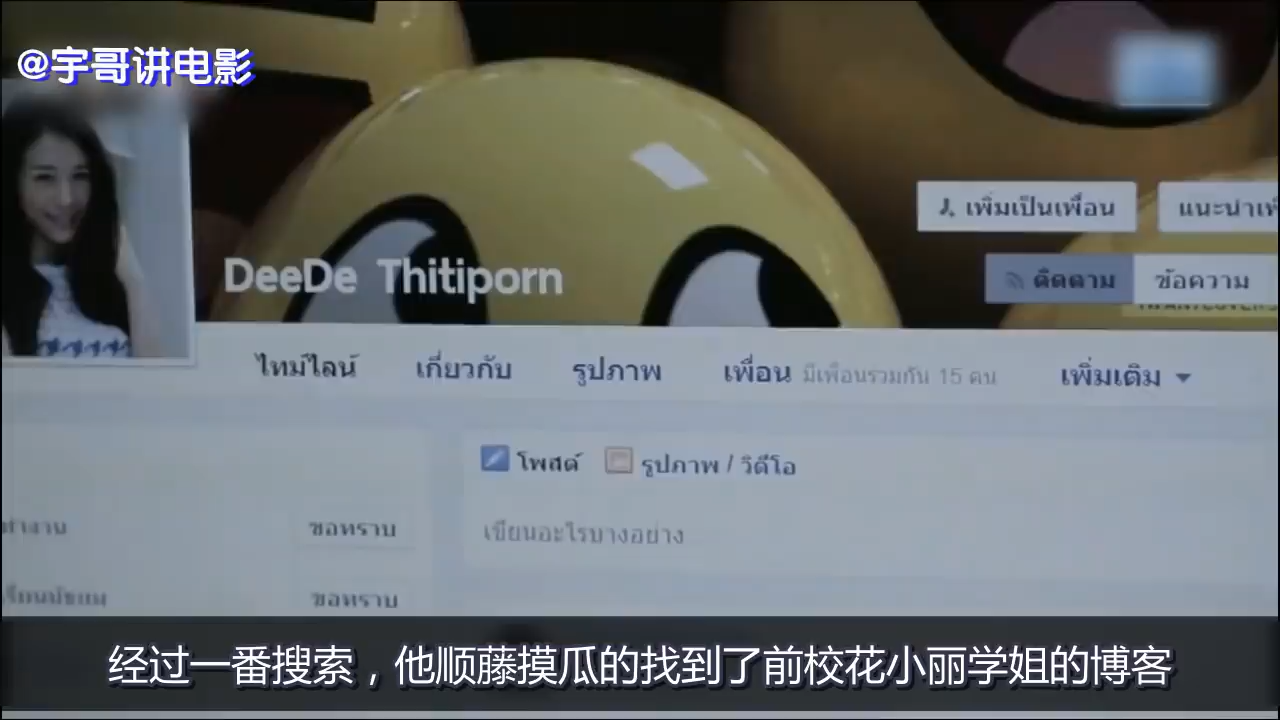 @宇哥讲电影
เพิ่มเป็นเพื่อน
DeeDe Thitiporn
ติดตาม ข้อความ
ไทม์ไลน์ เกี่ยวกับ รูปภาพ เพื่อน มีเพื่อนร่วมกัน 15 คน เพิ่มเติม
โพสต์ รูปภาพ / วิดีโอ
ขอทราบ
เขียนอะไรบางอย่าง
ขอทราบ
经过一番搜索，他顺藤摸瓜的找到了前校花小丽学姐的博客